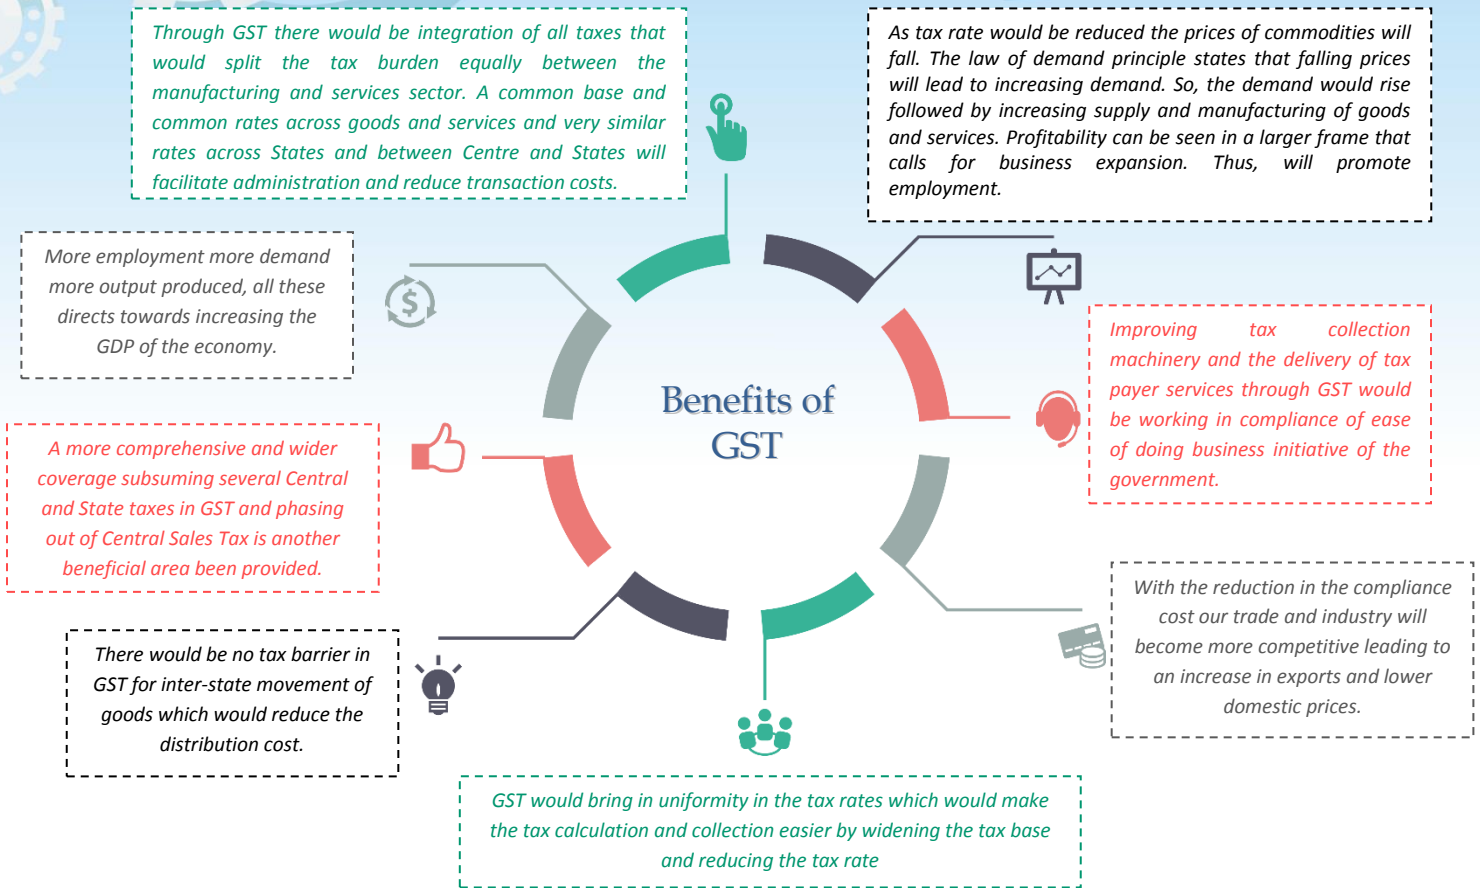 Through GST there would be integration of all taxes that
would split the tax burden equally between the
manufacturing and services sector. A common base and
common rates across goods and services and very similar
rates across States and between Centre and States will
facilitate administration and reduce transaction costs.
As tax rate would be reduced the prices of commodities will
fall. The law of demand principle states that falling prices
will lead to increasing demand. So, the demand would rise
followed by increasing supply and manufacturing of goods
and services. Profitability can be seen in a larger frame that
calls for business expansion. Thus, will promote
employment.
More employment more demand
more output produced, all these
directs towards increasing the
GDP of the economy.
Improving tax collection
machinery and the delivery of tax
payer services through GST would
be working in compliance of ease
of doing business initiative of the
government.
Benefits of
GST
A more comprehensive and wider
coverage subsuming several Central
and State taxes in GST and phasing
out of Central Sales Tax is another
beneficial area been provided.
With the reduction in the compliance
cost our trade and industry will
become more competitive leading to
an increase in exports and lower
domestic prices.
There would be no tax barrier in
GST for inter-state movement of
goods which would reduce the
distribution cost.
GST would bring in uniformity in the tax rates which would make
the tax calculation and collection easier by widening the tax base
and reducing the tax rate